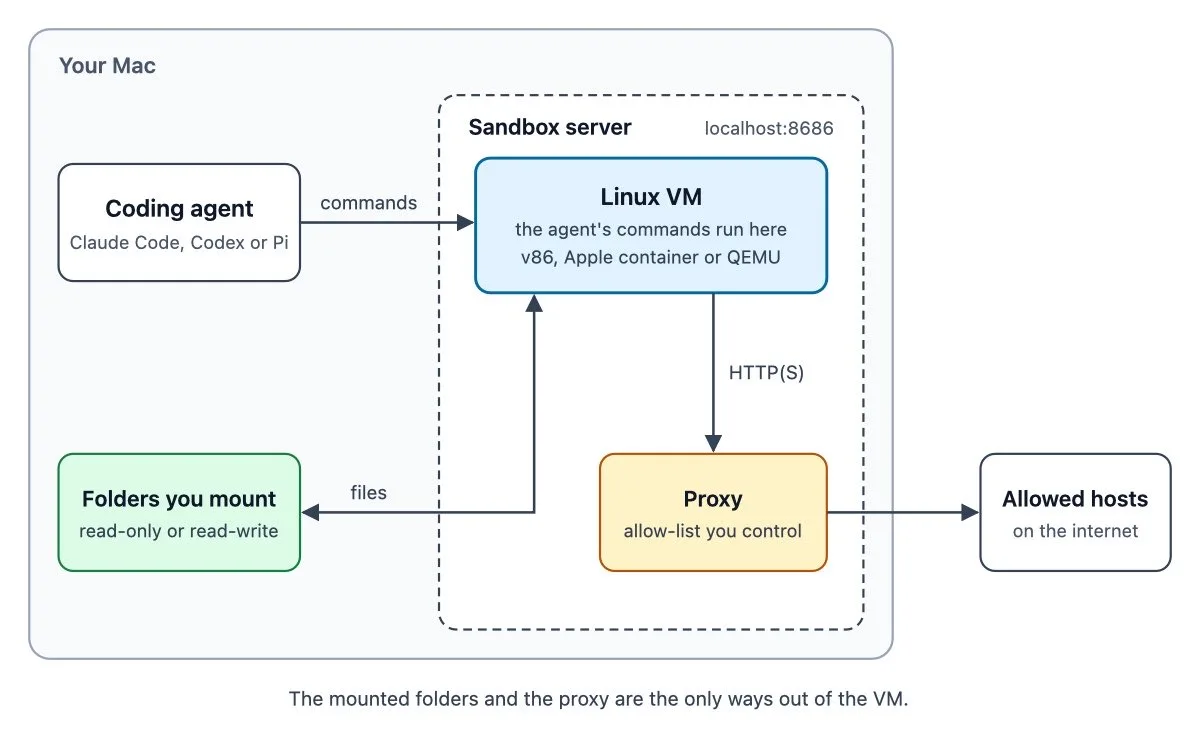 Your Mac
Sandbox server
localhost:8686
Coding agent
Claude Code, Codex or Pi
commands
Linux VM
the agent's commands run here
v86, Apple container or QEMU
HTTP(S)
Folders you mount
read-only or read-write
files
Proxy
allow-list you control
Allowed hosts
on the internet
The mounted folders and the proxy are the only ways out of the VM.